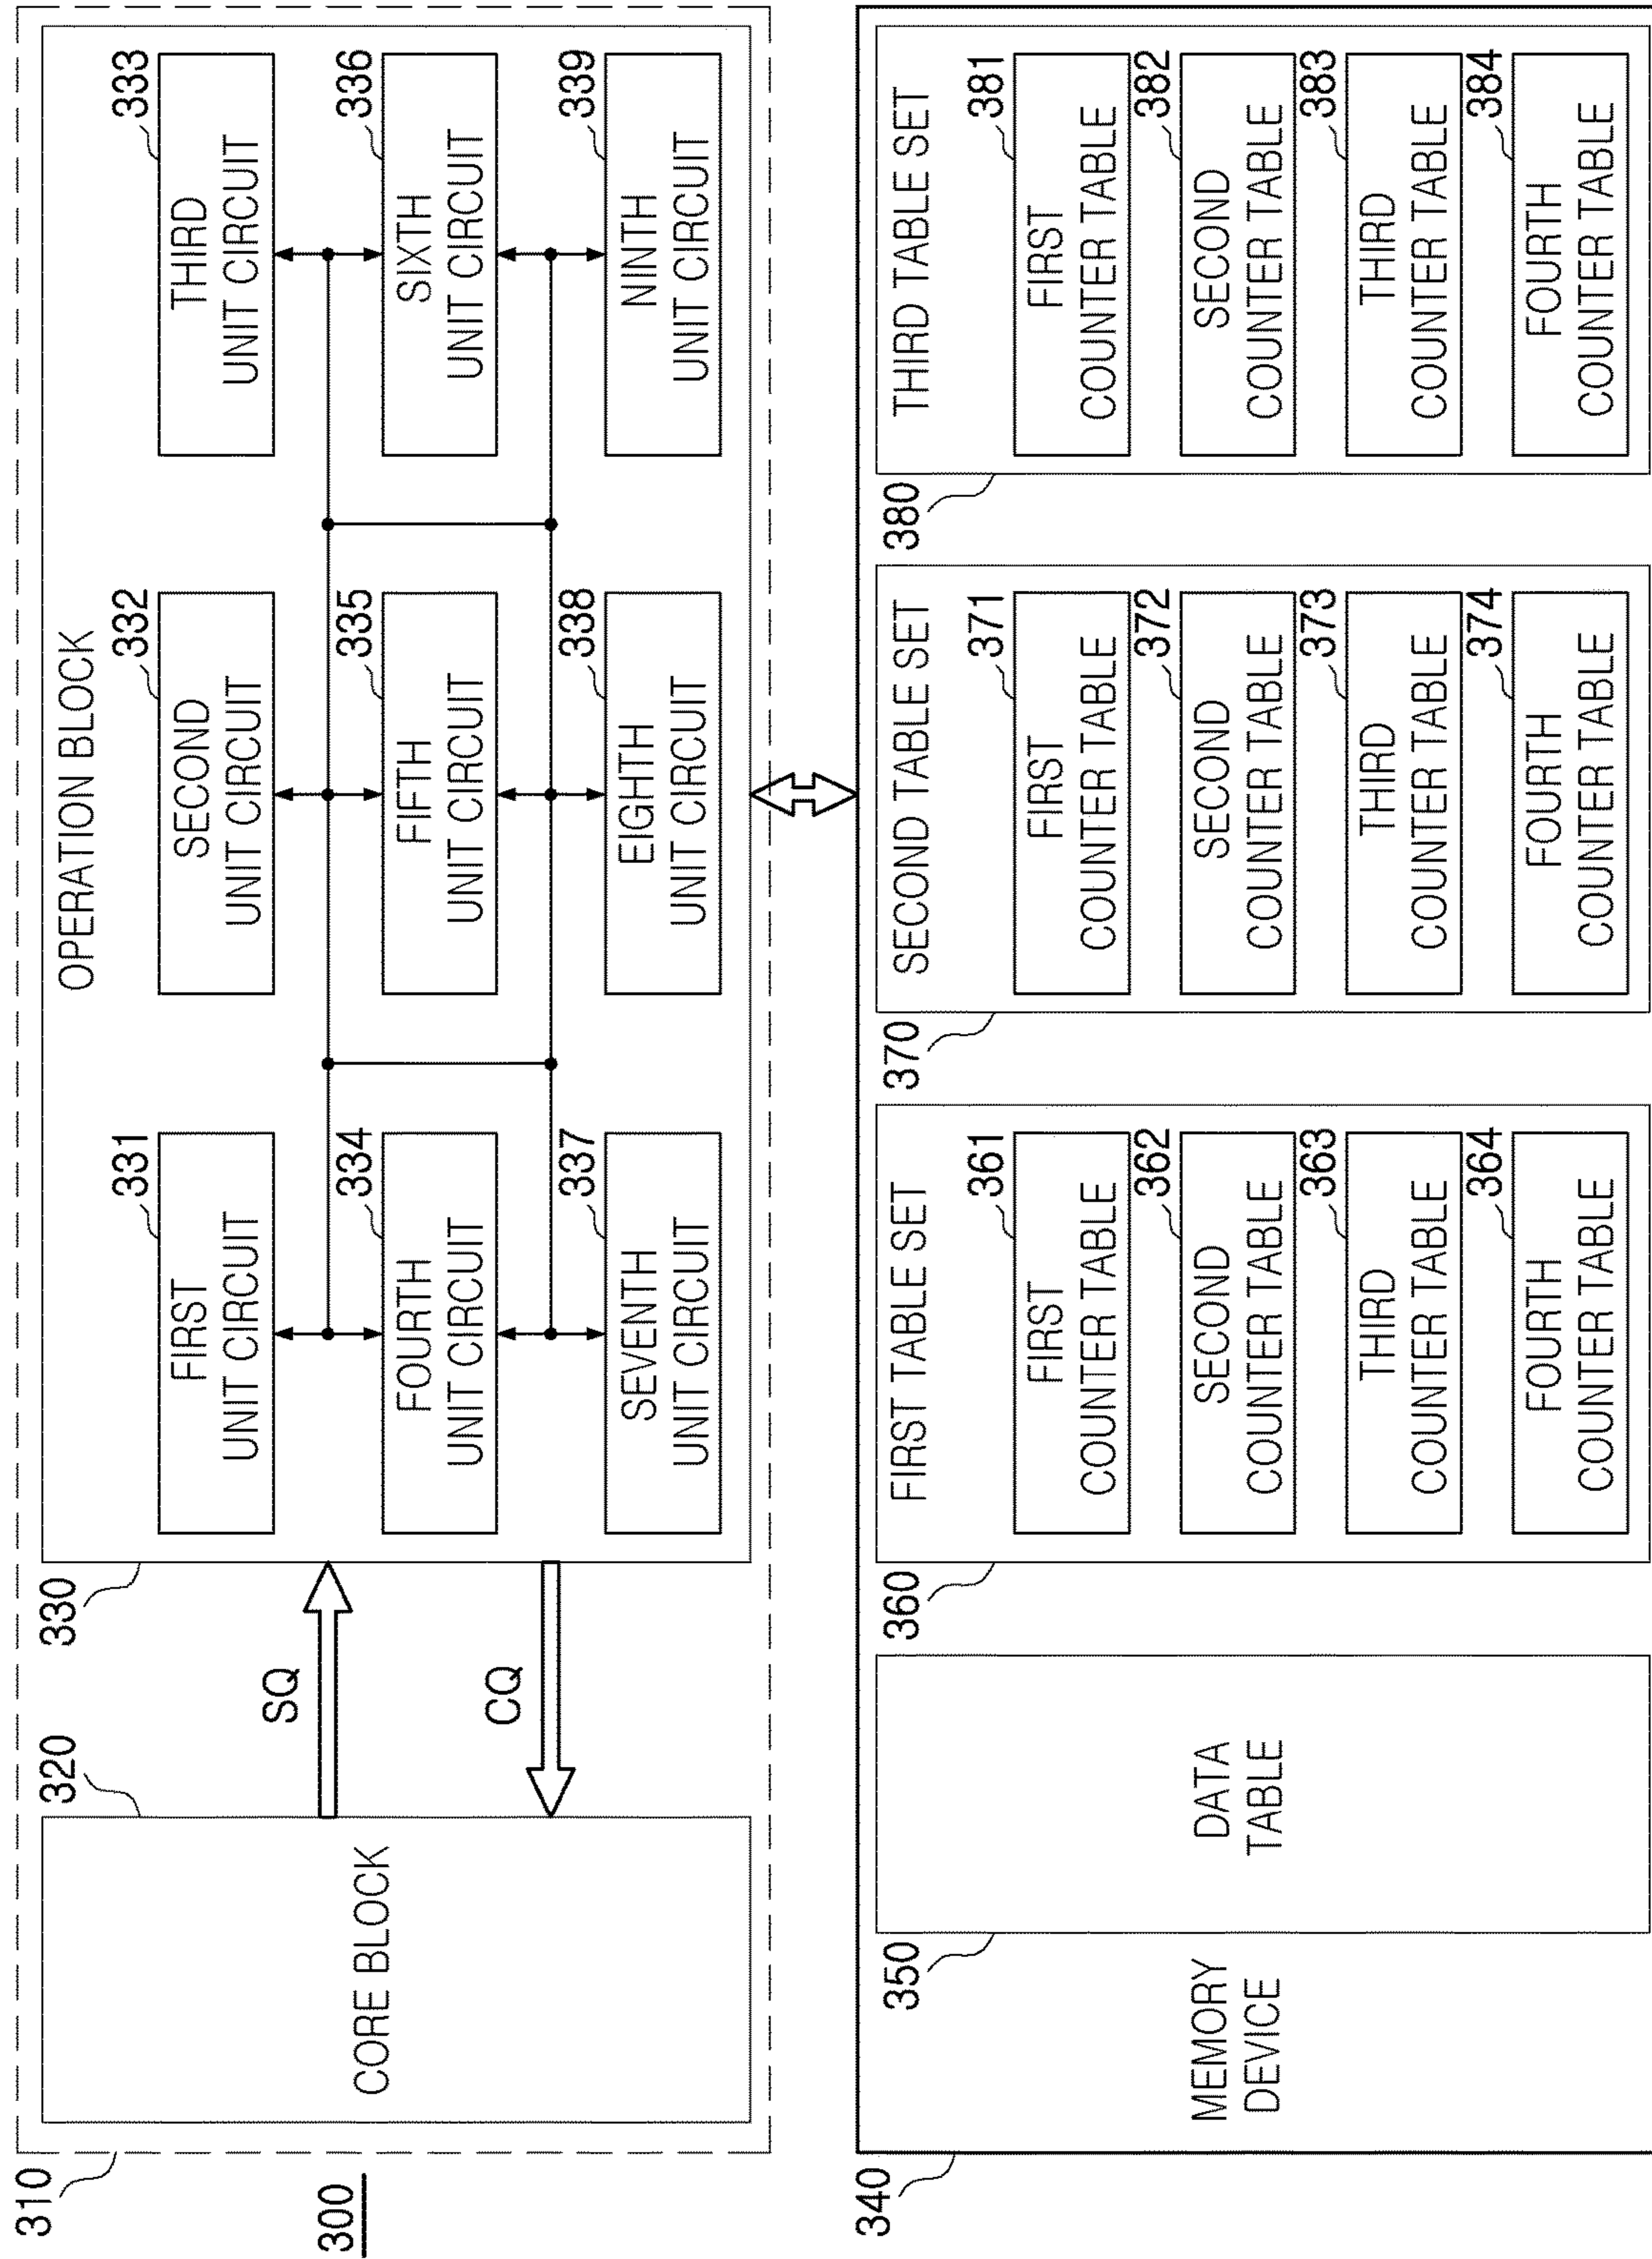 300
310
320
CORE BLOCK
SQ
CQ
330
OPERATION BLOCK
331
FIRST
UNIT CIRCUIT
332
SECOND
UNIT CIRCUIT
333
THIRD
UNIT CIRCUIT
334
FOURTH
UNIT CIRCUIT
335
FIFTH
UNIT CIRCUIT
336
SIXTH
UNIT CIRCUIT
337
SEVENTH
UNIT CIRCUIT
338
EIGHTH
UNIT CIRCUIT
339
NINTH
UNIT CIRCUIT
340
MEMORY
DEVICE
350
DATA
TABLE
360
FIRST TABLE SET
361
FIRST
COUNTER TABLE
362
SECOND
COUNTER TABLE
363
THIRD
COUNTER TABLE
364
FOURTH
COUNTER TABLE
370
SECOND TABLE SET
371
FIRST
COUNTER TABLE
372
SECOND
COUNTER TABLE
373
THIRD
COUNTER TABLE
374
FOURTH
COUNTER TABLE
380
THIRD TABLE SET
381
FIRST
COUNTER TABLE
382
SECOND
COUNTER TABLE
383
THIRD
COUNTER TABLE
384
FOURTH
COUNTER TABLE